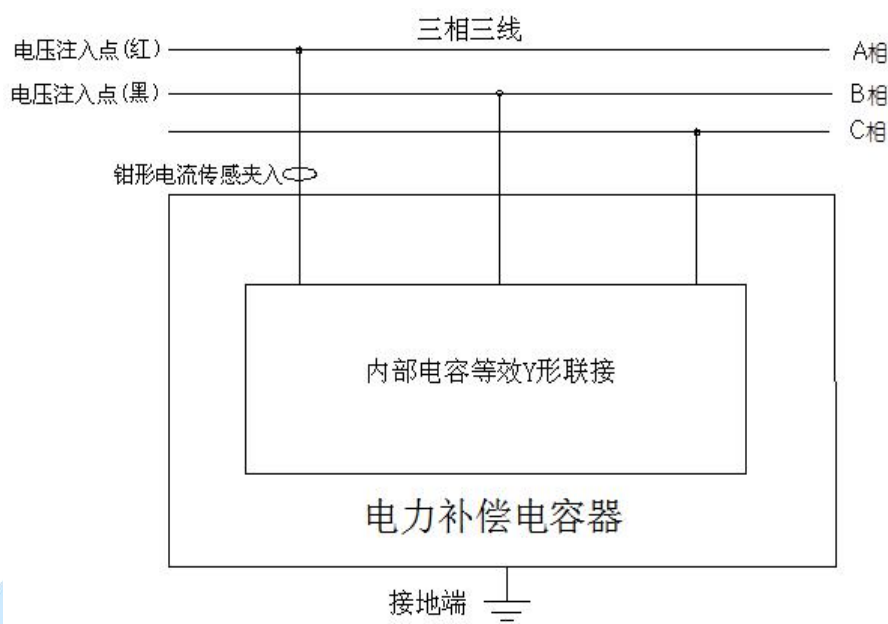 三相三线
电压注入点(红)
A相
电压注入点(黑)
B相
C相
钳形电流传感夹入
内部电容等效Y形联接
电力补偿电容器
接地端